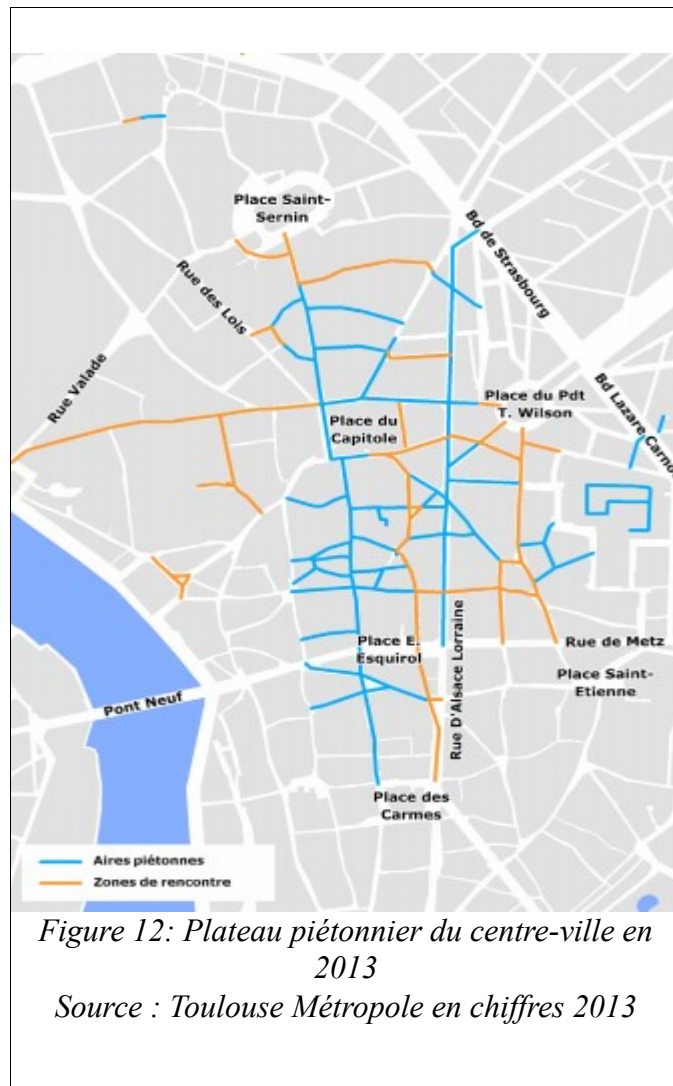 Place Saint-
Sernin
Rue des Lois
Bd de Strasbourg
Rue Valade
Place du Pdt
T. Wilson
Bd Lazare Carnot
Place du
Capitole
Place E.
Esquirol
Rue D'Alsace Lorraine
Rue de Metz
Place Saint-
Etienne
Pont Neuf
Place des
Carmes
Aires piétonnes
Zones de rencontre
Figure 12: Plateau piétonnier du centre-ville en
2013
Source : Toulouse Métropole en chiffres 2013